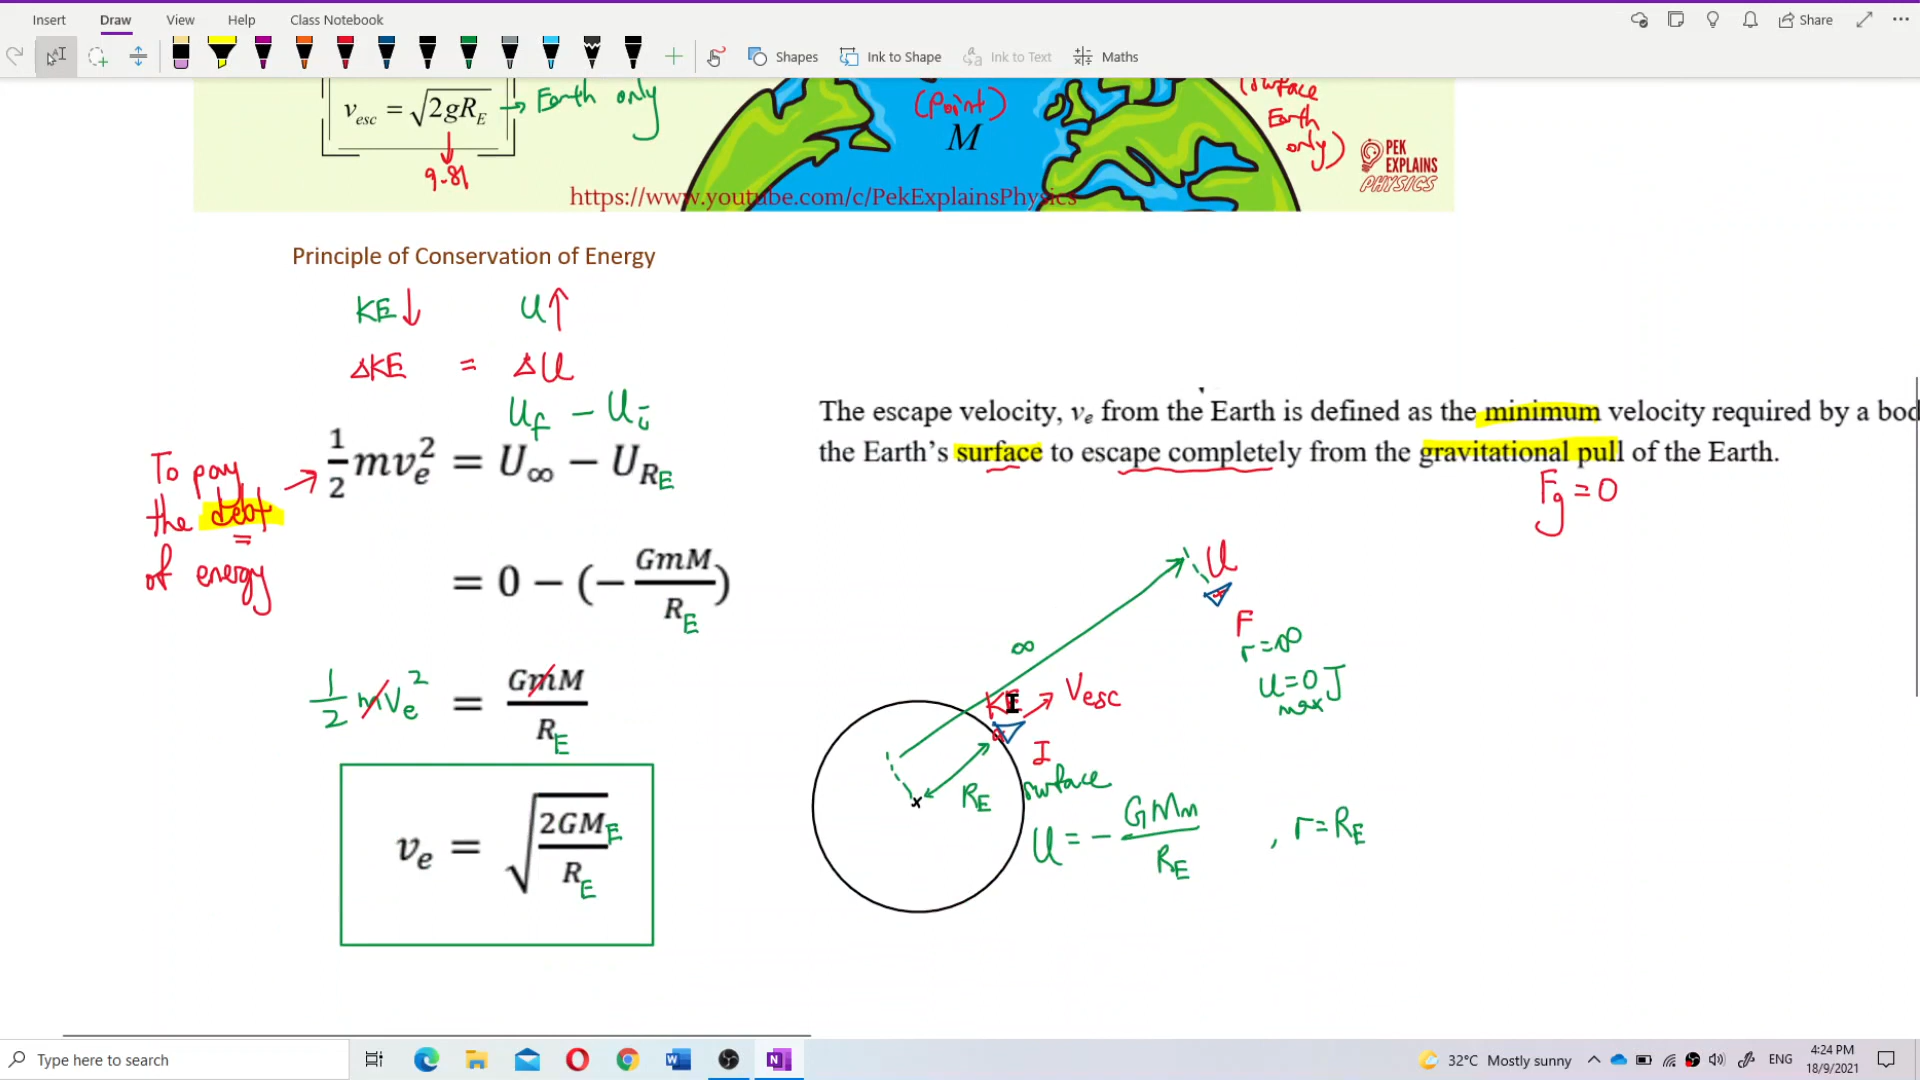 Insert Draw View Help Class Notebook Share
Shapes Ink to Shape Ink to Text Maths
v_esc = √2gR_E → Earth only
9.81
(Point)
M
(surface
Earth
only)
PEK
EXPLAINS
PHYSICS
https://www.youtube.com/c/PekExplainsPhysics
Principle of Conservation of Energy
KE↓ U↑
ΔKE = ΔU
U_f - U_i
To pay
the debt
of energy
½mv_e² = U_∞ − U_{R_E}
= 0 − (− GmM / R_E)
½ mV_e² = GmM / R_E
v_e = √(2GM_E / R_E)
The escape velocity, v_e from the Earth is defined as the minimum velocity required by a bod
the Earth's surface to escape completely from the gravitational pull of the Earth.
F_g = 0
U
F
r = ∞
U = 0 J
max
∞
KE
V_esc
I
surface
R_E
U = − GMm / R_E , r = R_E
Type here to search
32°C Mostly sunny ENG
4:24 PM
18/9/2021